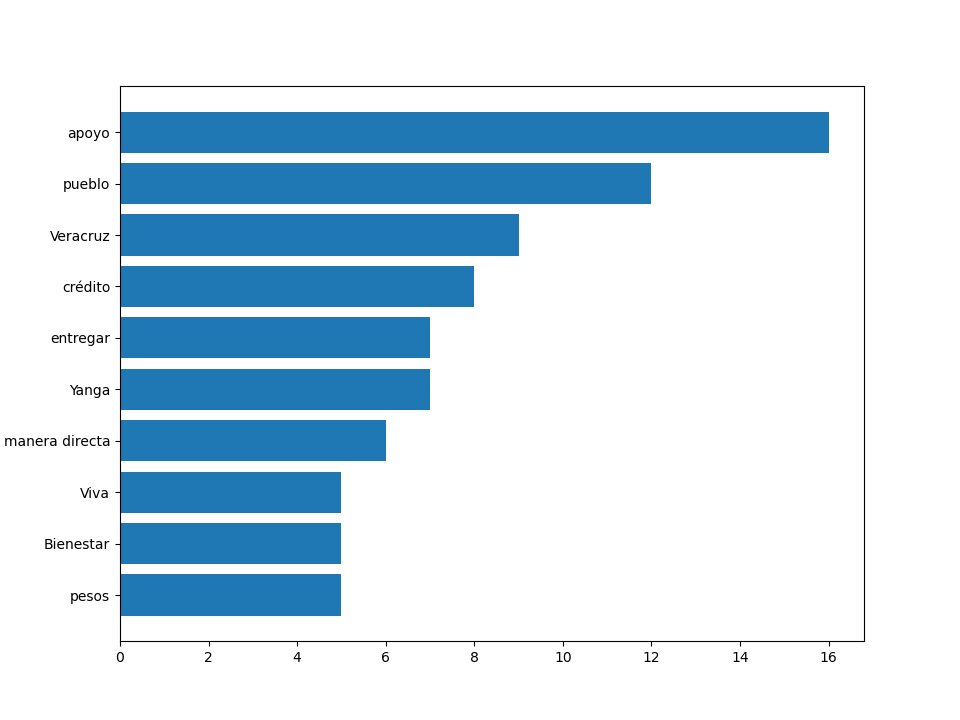 apoyo
pueblo
Veracruz
crédito
entregar
Yanga
manera directa
Viva
Bienestar
pesos
0 2 4 6 8 10 12 14 16